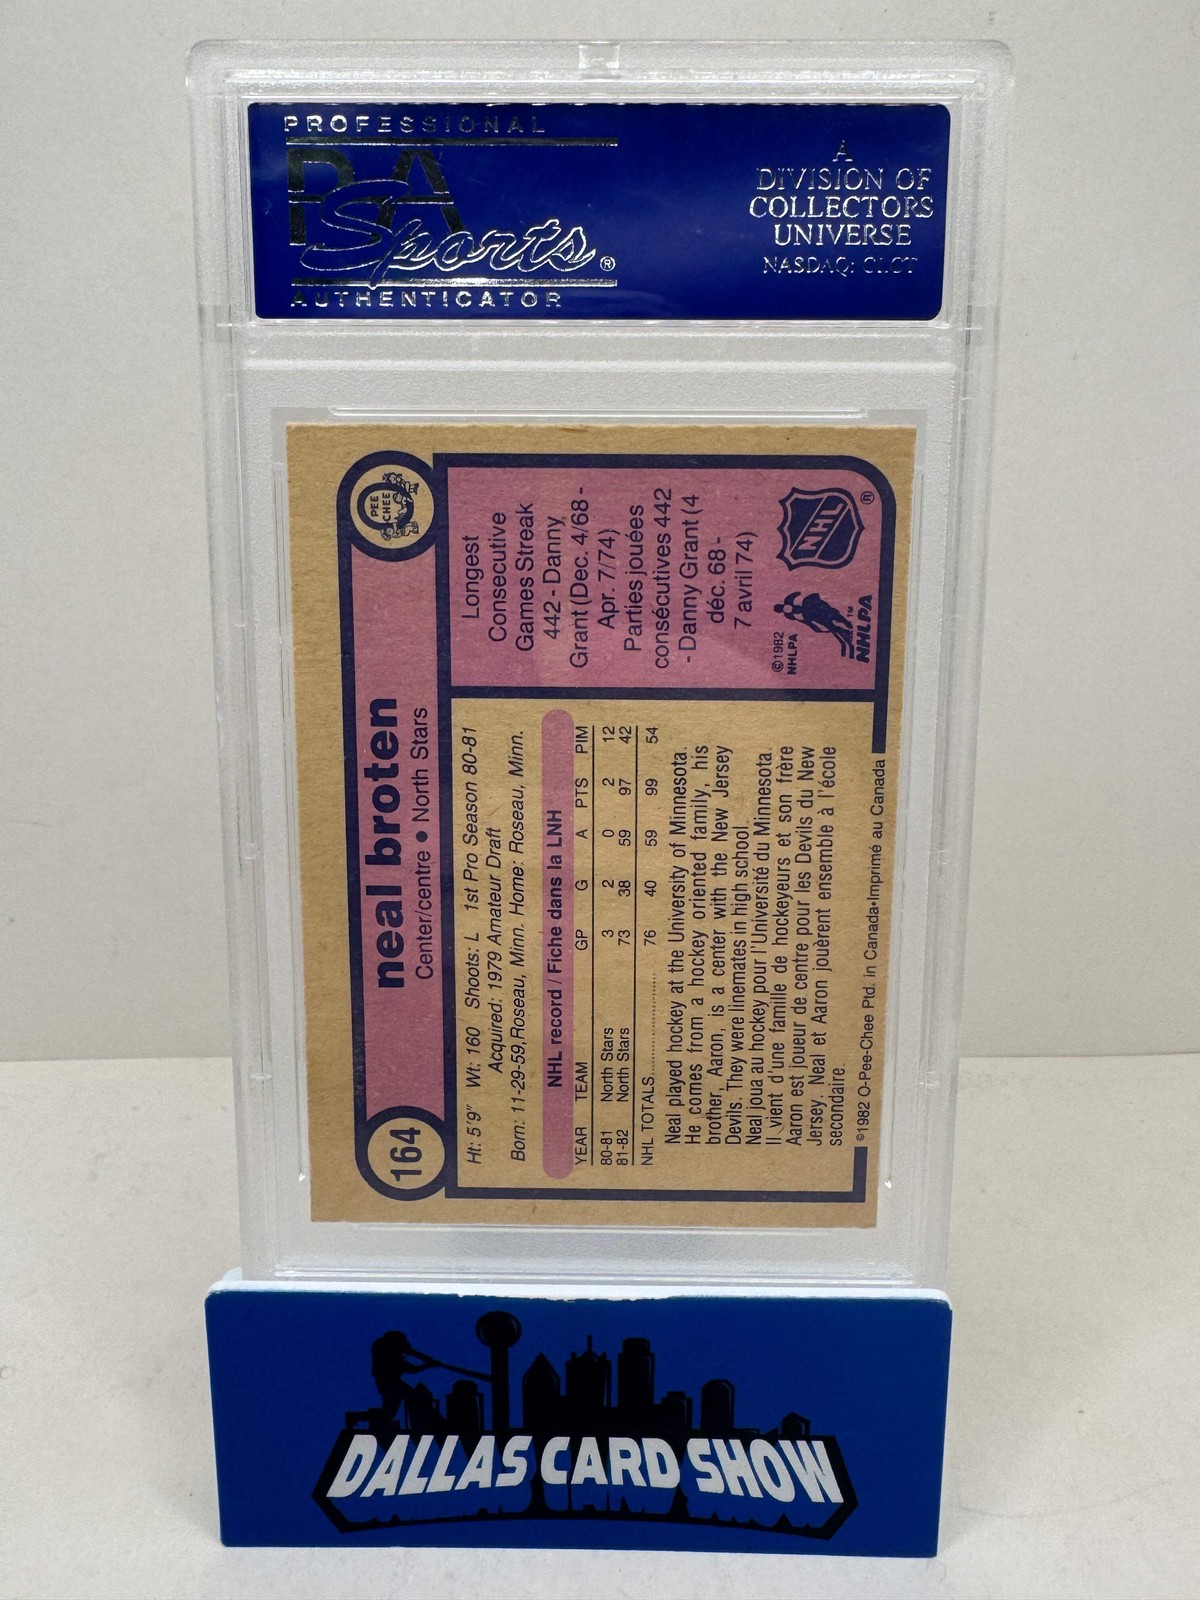 PROFESSIONAL
PSA
Sports®
AUTHENTICATOR
A
DIVISION OF
COLLECTORS
UNIVERSE
NASDAQ: CLCT
164
neal broten
Center/centre • North Stars
O
PEE
CHEE
Ht: 5'9" Wt: 160 Shoots: L 1st Pro Season 80-81
Acquired: 1979 Amateur Draft
Born: 11-29-59,Roseau, Minn. Home: Roseau, Minn.
NHL record / Fiche dans la LNH
YEAR TEAM GP G A PTS PIM
80-81 North Stars 3 2 0 2 12
81-82 North Stars 73 38 59 97 42
NHL TOTALS 76 40 59 99 54
Neal played hockey at the University of Minnesota.
He comes from a hockey oriented family, his
brother, Aaron, is a center with the New Jersey
Devils. They were linemates in high school.
Neal joua au hockey pour l'Université du Minnesota.
Il vient d'une famille de hockeyeurs et son frère
Aaron est joueur de centre pour les Devils du New
Jersey. Neal et Aaron jouèrent ensemble à l'école
secondaire.
©1982 O-Pee-Chee Ptd. in Canada•Imprimé au Canada
Longest
Consecutive
Games Streak
442 - Danny
Grant (Dec. 4/68 -
Apr. 7/74)
Parties jouées
consécutives 442
- Danny Grant (4
déc. 68 -
7 avril 74)
©1982
NHLPA
NHLPA™
NHL®
DALLAS CARD SHOW